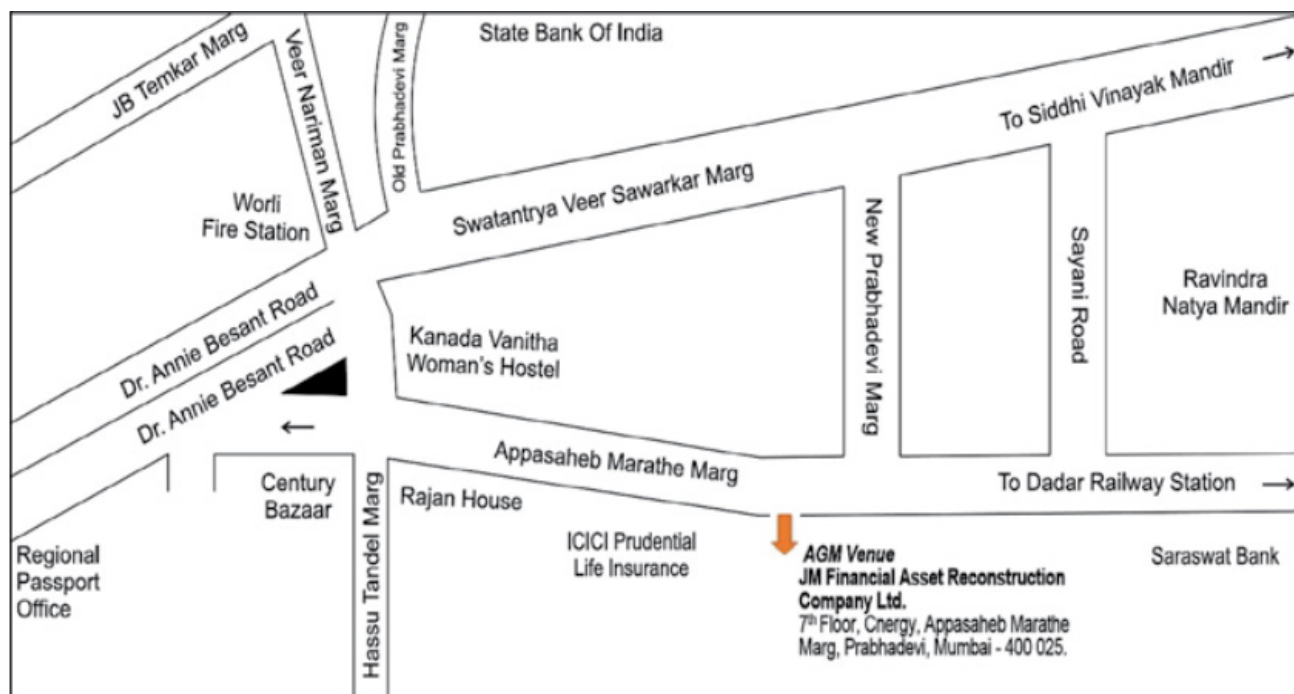 JB Temkar Marg
Veer Nariman Marg
Old Prabhadevi Marg
State Bank Of India
To Siddhi Vinayak Mandir →
Worli
Fire Station
Swatantrya Veer Sawarkar Marg
New Prabhadevi Marg
Sayani Road
Ravindra
Natya Mandir
Dr. Annie Besant Road
Dr. Annie Besant Road
Kanada Vanitha
Woman's Hostel
←
Appasaheb Marathe Marg
To Dadar Railway Station →
Century
Bazaar
Hassu Tandel Marg
Rajan House
Regional
Passport
Office
ICICI Prudential
Life Insurance
Saraswat Bank
AGM Venue
JM Financial Asset Reconstruction
Company Ltd.
7th Floor, Cnergy, Appasaheb Marathe
Marg, Prabhadevi, Mumbai - 400 025.